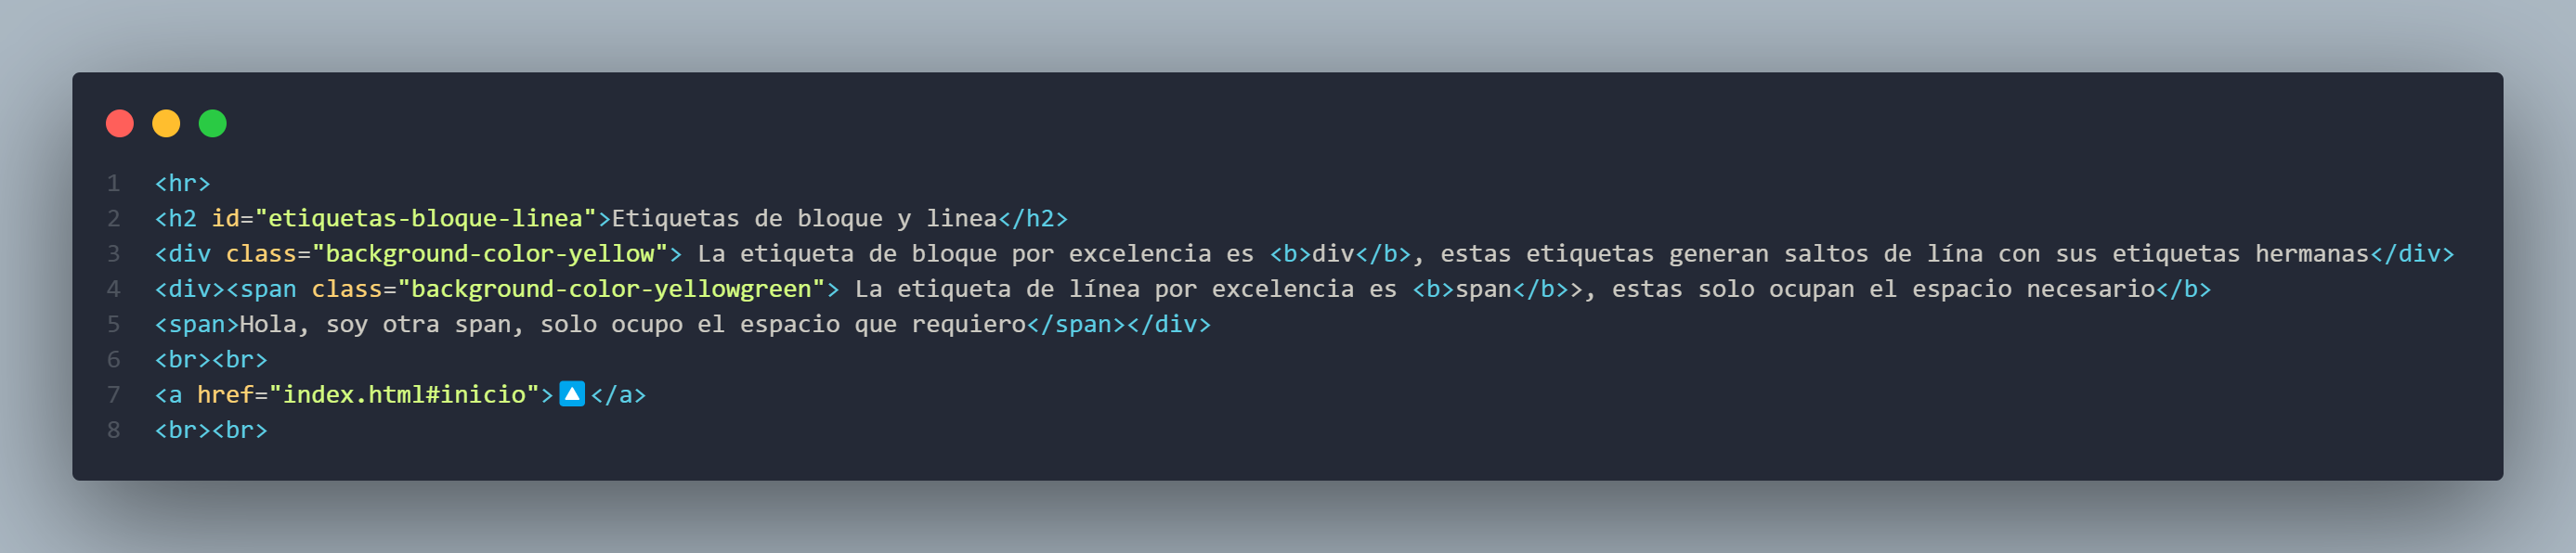 1 <hr>
2 <h2 id="etiquetas-bloque-linea">Etiquetas de bloque y linea</h2>
3 <div class="background-color-yellow"> La etiqueta de bloque por excelencia es <b>div</b>, estas etiquetas generan saltos de lína con sus etiquetas hermanas</div>
4 <div><span class="background-color-yellowgreen"> La etiqueta de línea por excelencia es <b>span</b>>, estas solo ocupan el espacio necesario</b>
5 <span>Hola, soy otra span, solo ocupo el espacio que requiero</span></div>
6 <br><br>
7 <a href="index.html#inicio">🔼</a>
8 <br><br>